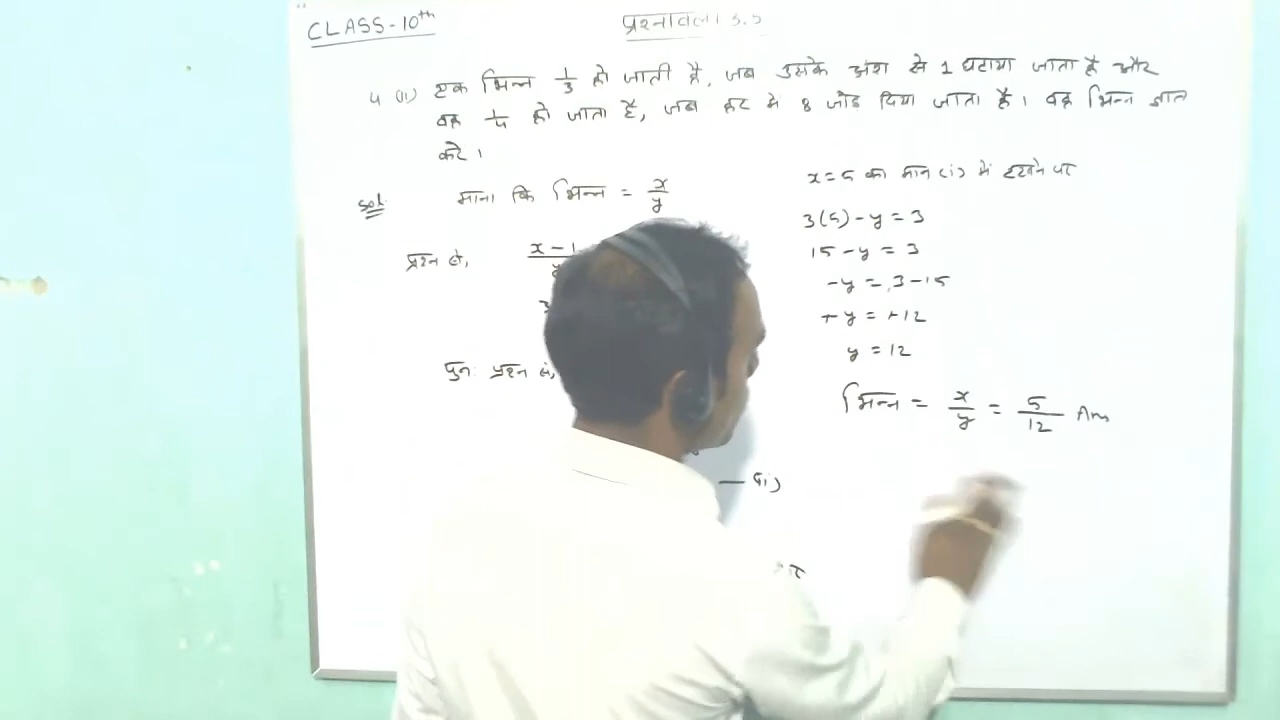 CLASS-10th
प्रश्नावली 3.5
4 (ii) एक भिन्न 1/3 हो जाती है, जब उसके अंश से 1 घटाया जाता है और
वह 1/4 हो जाता है, जब हर में 8 जोड़ दिया जाता है। वह भिन्न ज्ञात
करे।
Sol. माना कि भिन्न = x/y
प्रश्न से, x-1
पुनः प्रश्न से,
— (ii)
x=5 का मान (i) में रखने पर
3(5)-y=3
15-y=3
-y=3-15
+y=+12
y=12
भिन्न = x/y = 5/12 Ans